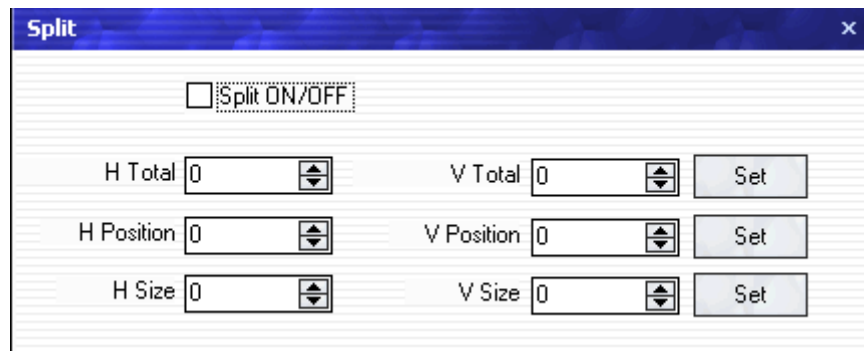 Split x
Split ON/OFF
H Total 0 V Total 0 Set
H Position 0 V Position 0 Set
H Size 0 V Size 0 Set